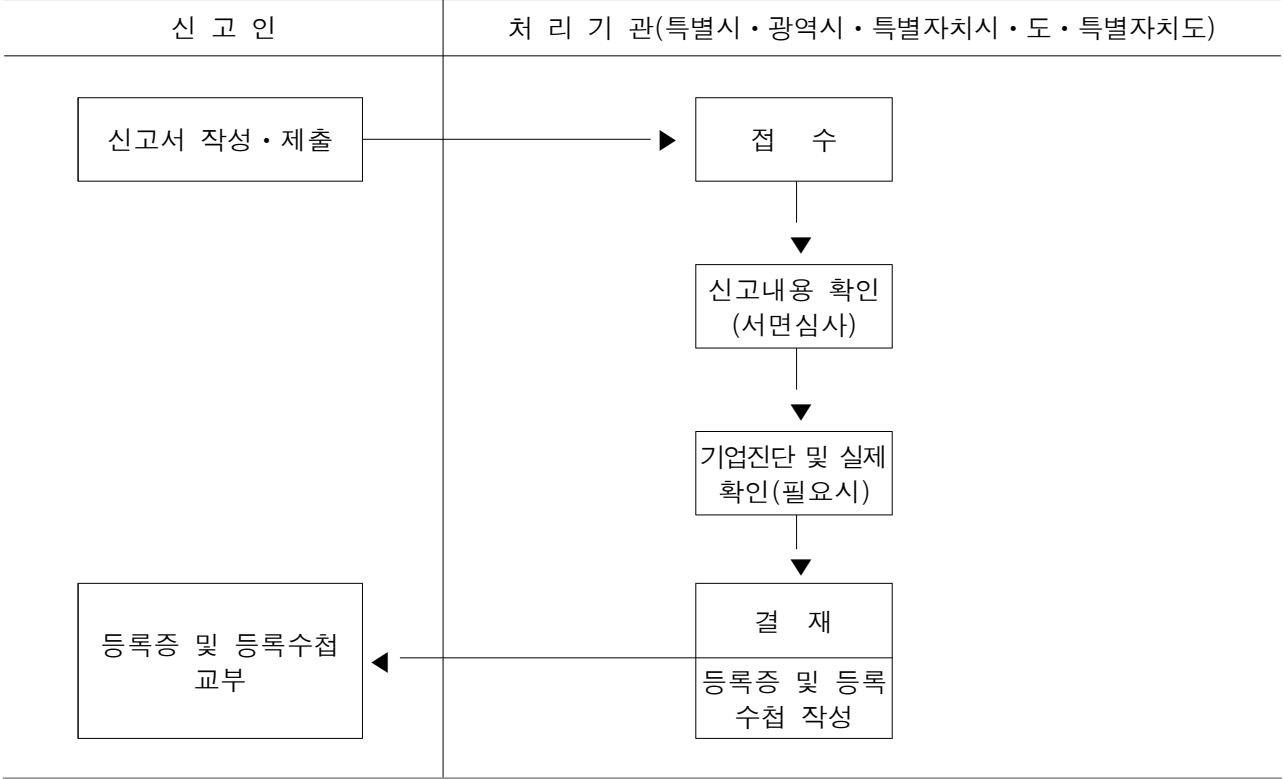 신 고 인
처 리 기 관(특별시・광역시・특별자치시・도・특별자치도)
신고서 작성・제출
접 수
신고내용 확인
(서면심사)
기업진단 및 실제
확인(필요시)
결 재
등록증 및 등록
수첩 작성
등록증 및 등록수첩
교부